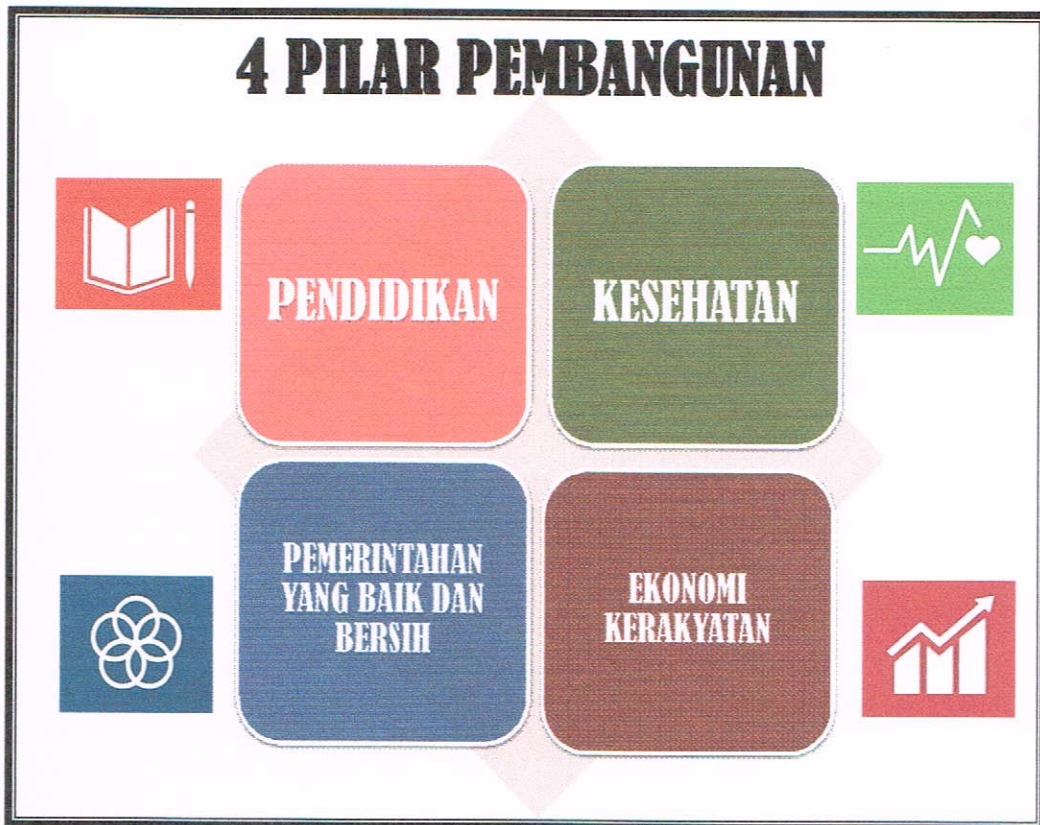 4 PILAR PEMBANGUNAN
PENDIDIKAN
KESEHATAN
PEMERINTAHAN
YANG BAIK DAN
BERSIH
EKONOMI
KERAKYATAN